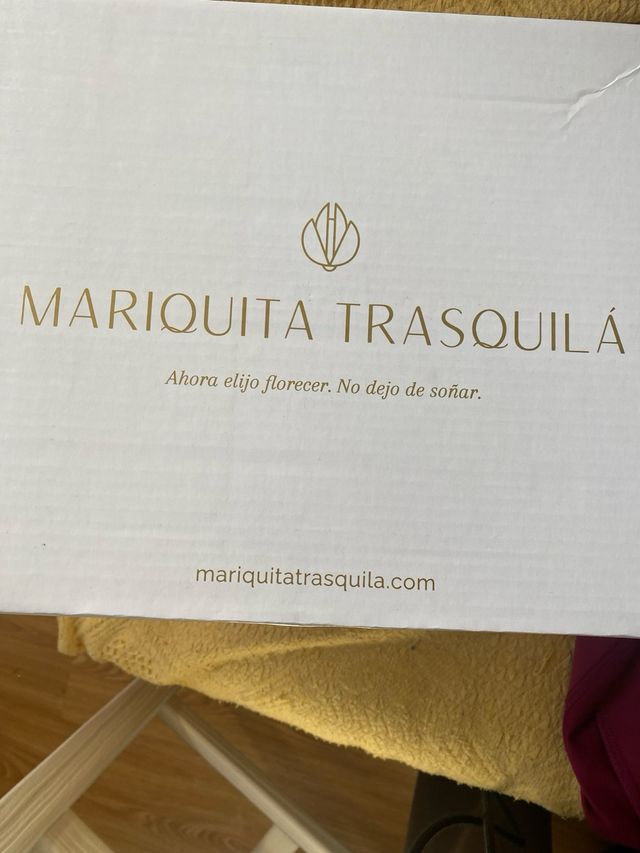 MARIQUITA TRASQUILÁ
Ahora elijo florecer. No dejo de soñar.
mariquitatrasquila.com